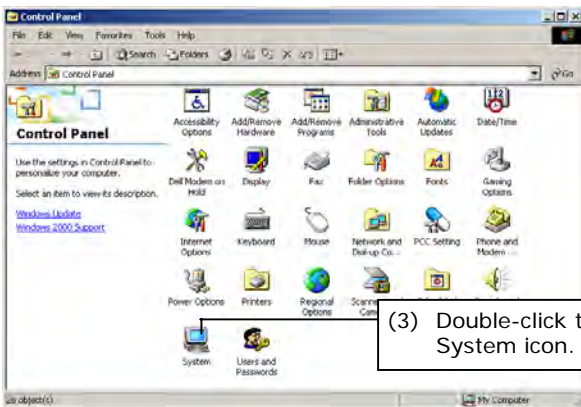 Control Panel
File Edit View Favorites Tools Help
Search Folders
Address Control Panel Go
Control Panel
Use the settings in Control Panel to
personalize your computer.
Select an item to view its description.
Windows Update
Windows 2000 Support
Accessibility Options
Add/Remove Hardware
Add/Remove Programs
Administrative Tools
Automatic Updates
Date/Time
Dell Modem on Hold
Display
Fax
Folder Options
Fonts
Gaming Options
Internet Options
Keyboard
Mouse
Network and Dial-up Co...
PCC Setting
Phone and Modem ...
Power Options
Printers
Regional Options
System
Users and Passwords
(3) Double-click t
System icon.
28 object(s) My Computer